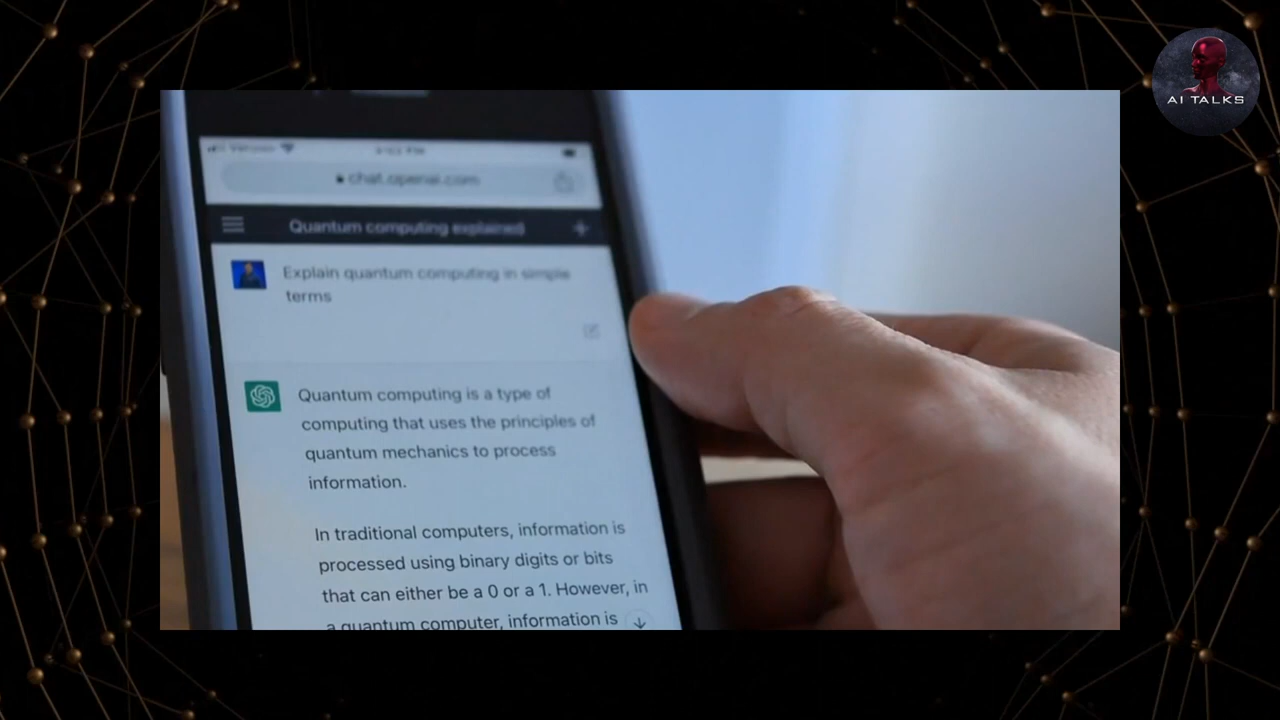 AI TALKS
chat.openai.com
Quantum computing explained
Explain quantum computing in simple
terms
Quantum computing is a type of
computing that uses the principles of
quantum mechanics to process
information.
In traditional computers, information is
processed using binary digits or bits
that can either be a 0 or a 1. However, in
a quantum computer, information is